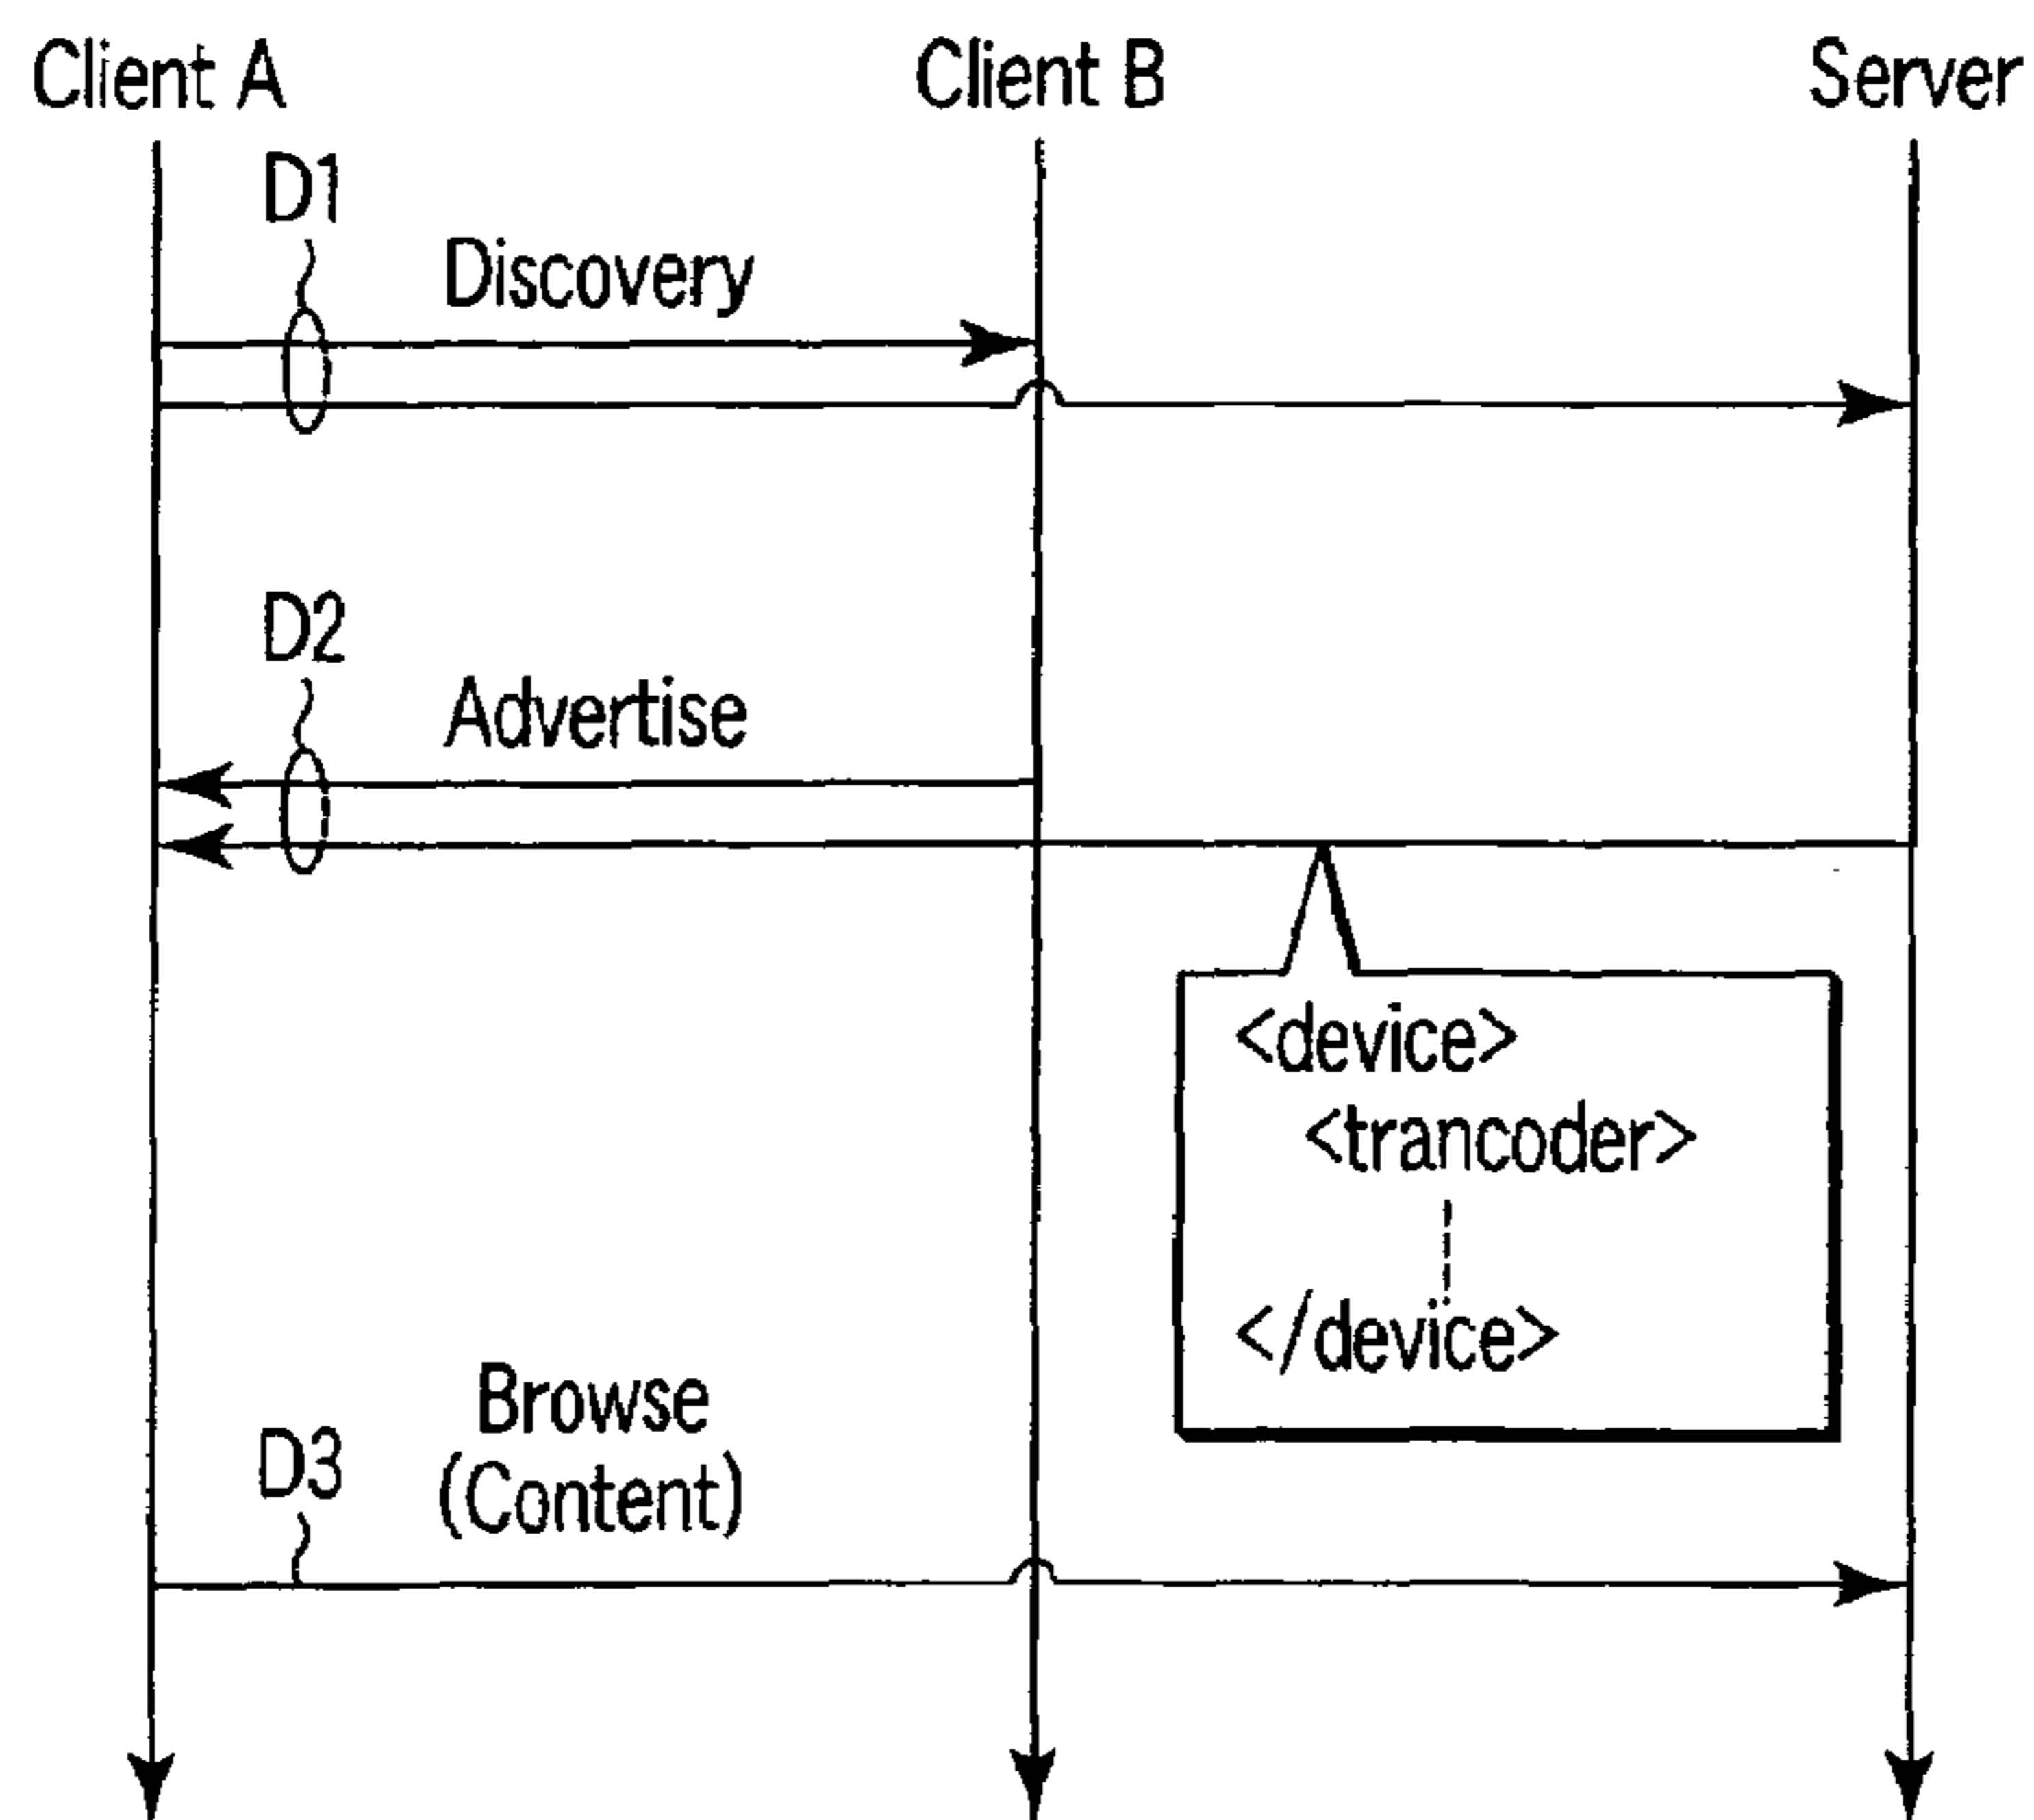 Client A
Client B
Server
D1
Discovery
D2
Advertise
<device>
<trancoder>
</device>
Browse
(Content)
D3